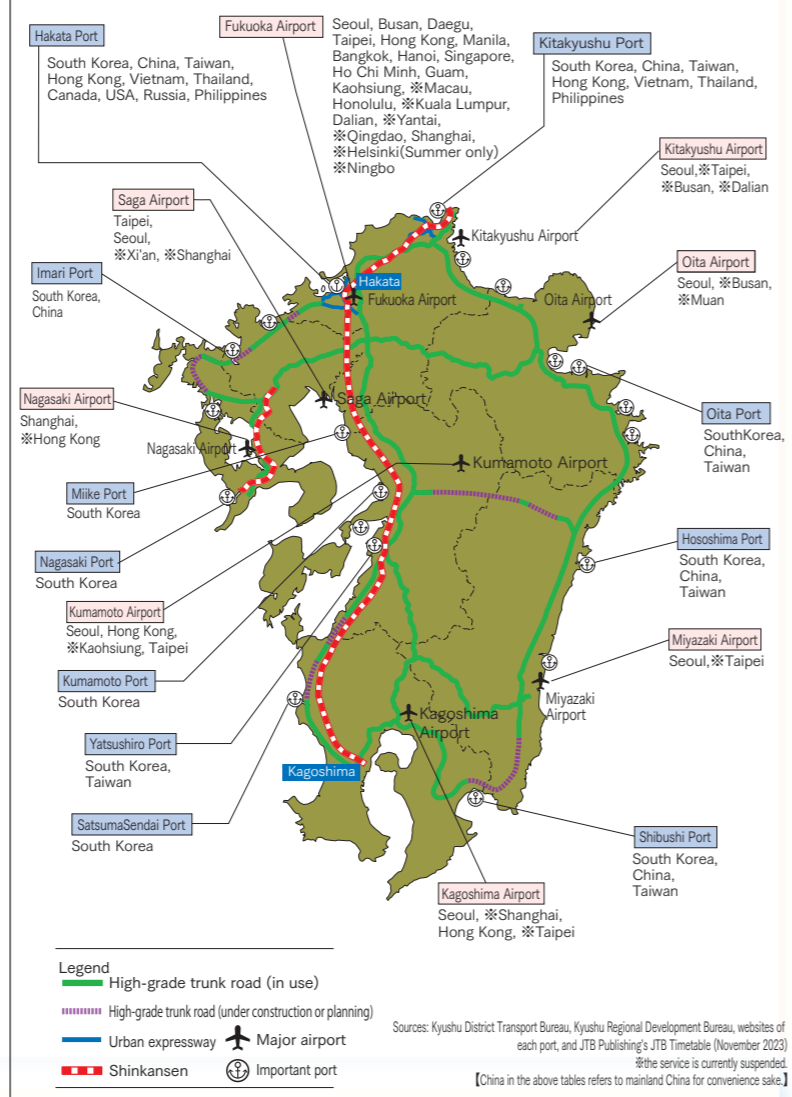 Hakata Port
South Korea, China, Taiwan,
Hong Kong, Vietnam, Thailand,
Canada, USA, Russia, Philippines
Fukuoka Airport
Seoul, Busan, Daegu,
Taipei, Hong Kong, Manila,
Bangkok, Hanoi, Singapore,
Ho Chi Minh, Guam,
Kaohsiung, ※Macau,
Honolulu, ※Kuala Lumpur,
Dalian, ※Yantai,
※Qingdao, Shanghai,
※Helsinki(Summer only)
※Ningbo
Kitakyushu Port
South Korea, China, Taiwan,
Hong Kong, Vietnam, Thailand,
Philippines
Kitakyushu Airport
Seoul,※Taipei,
※Busan, ※Dalian
Saga Airport
Taipei,
Seoul,
※Xi'an, ※Shanghai
Imari Port
South Korea,
China
Oita Airport
Seoul, ※Busan,
※Muan
Kitakyushu Airport
Hakata
Fukuoka Airport
Oita Airport
Nagasaki Airport
Shanghai,
※Hong Kong
Saga Airport
Nagasaki Airport
Kumamoto Airport
Oita Port
SouthKorea,
China,
Taiwan
Miike Port
South Korea
Nagasaki Port
South Korea
Hososhima Port
South Korea,
China,
Taiwan
Kumamoto Airport
Seoul, Hong Kong,
※Kaohsiung, Taipei
Miyazaki Airport
Seoul,※Taipei
Kumamoto Port
South Korea
Miyazaki
Airport
Kagoshima
Airport
Yatsushiro Port
South Korea,
Taiwan
Kagoshima
SatsumaSendai Port
South Korea
Shibushi Port
South Korea,
China,
Taiwan
Kagoshima Airport
Seoul, ※Shanghai,
Hong Kong, ※Taipei
Legend
High-grade trunk road (in use)
High-grade trunk road (under construction or planning)
Urban expressway
Major airport
Shinkansen
Important port
Sources: Kyushu District Transport Bureau, Kyushu Regional Development Bureau, websites of
each port, and JTB Publishing's JTB Timetable (November 2023)
※the service is currently suspended.
【China in the above tables refers to mainland China for convenience sake.】